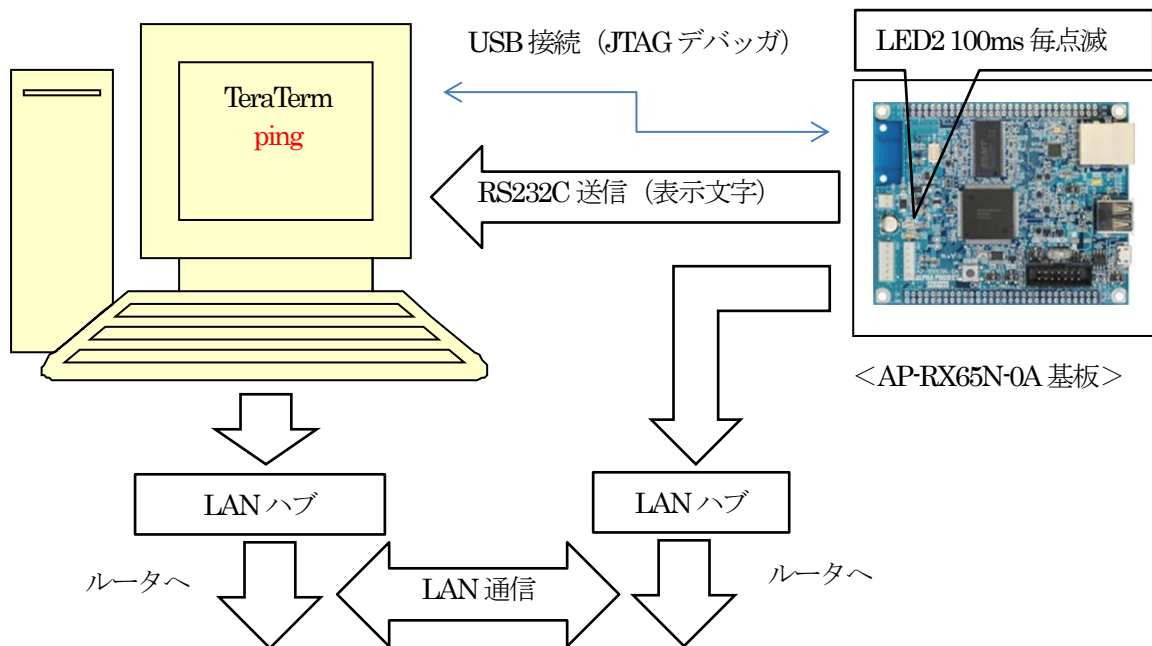 USB 接続（JTAG デバッガ）
LED2 100ms 毎点滅
TeraTerm
ping
RS232C 送信（表示文字）
＜AP-RX65N-0A 基板＞
LAN ハブ
LAN ハブ
ルータへ
LAN 通信
ルータへ